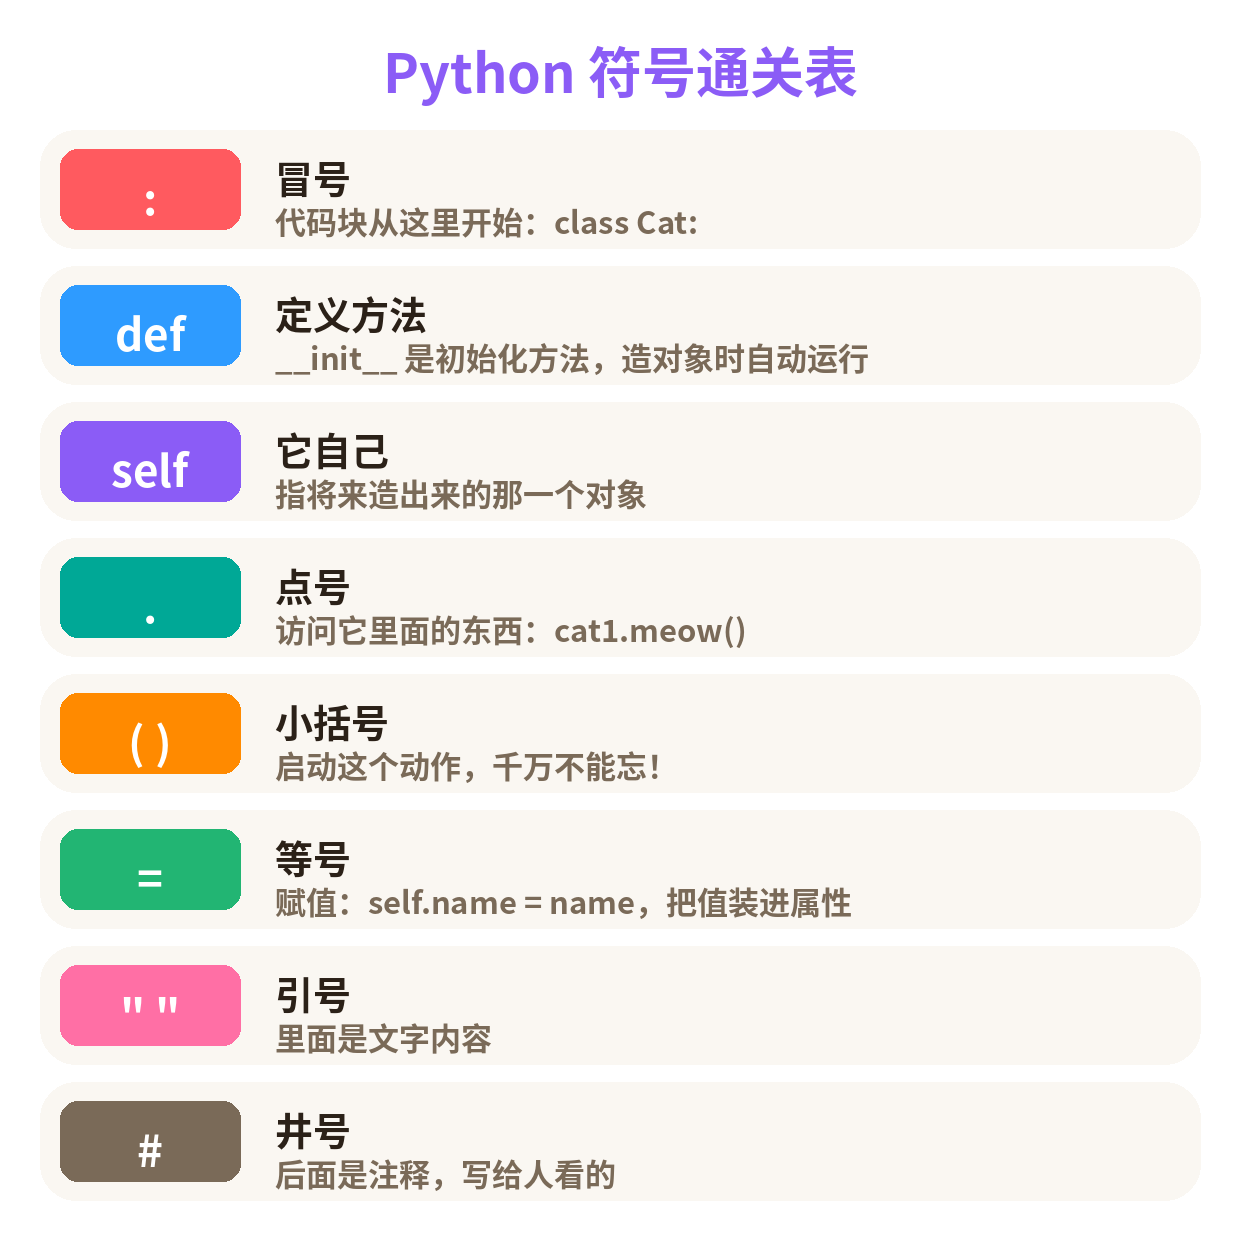 Python 符号通关表
:
冒号
代码块从这里开始：class Cat:
def
定义方法
__init__ 是初始化方法，造对象时自动运行
self
它自己
指将来造出来的那一个对象
.
点号
访问它里面的东西：cat1.meow()
( )
小括号
启动这个动作，千万不能忘！
=
等号
赋值：self.name = name，把值装进属性
" "
引号
里面是文字内容
#
井号
后面是注释，写给人看的